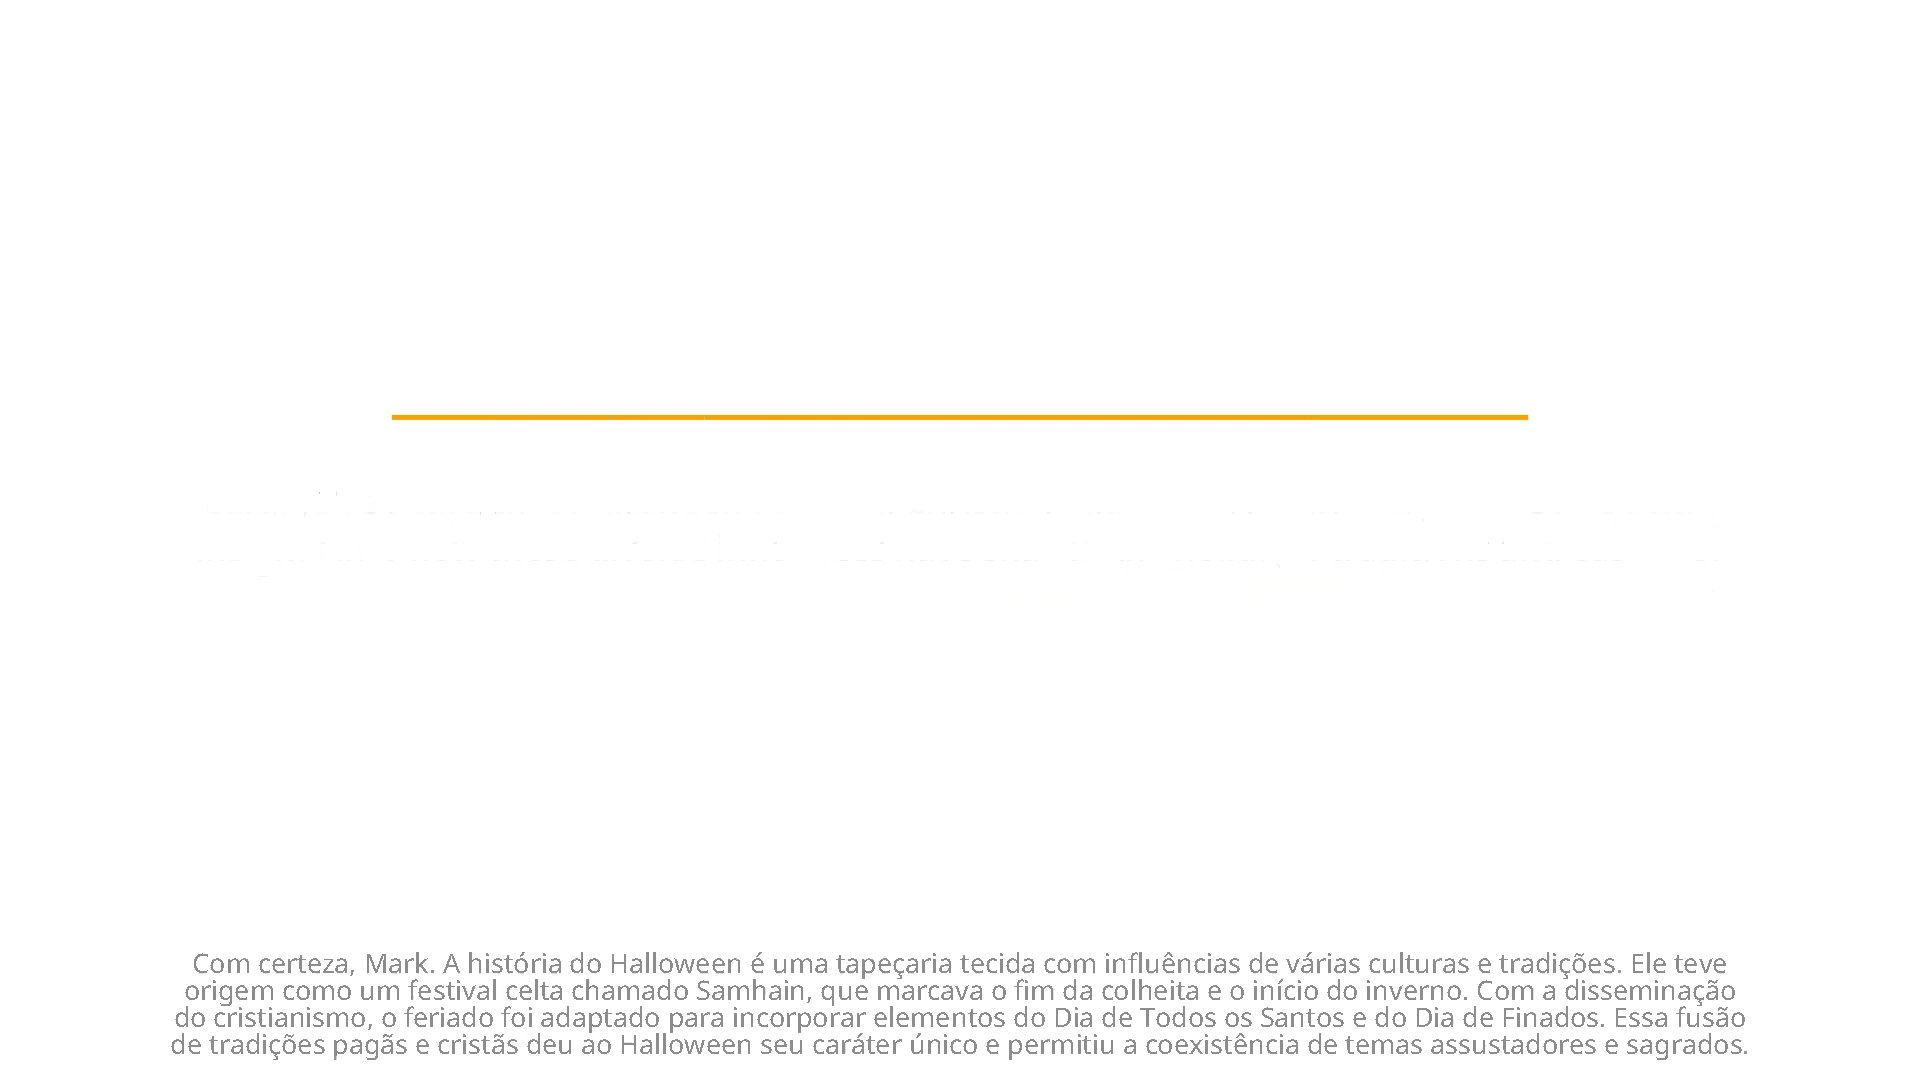 Com certeza, Mark. A história do Halloween é uma tapeçaria tecida com influências de várias culturas e tradições. Ele teve
origem como um festival celta chamado Samhain, que marcava o fim da colheita e o início do inverno. Com a disseminação
do cristianismo, o feriado foi adaptado para incorporar elementos do Dia de Todos os Santos e do Dia de Finados. Essa fusão
de tradições pagãs e cristãs deu ao Halloween seu caráter único e permitiu a coexistência de temas assustadores e sagrados.